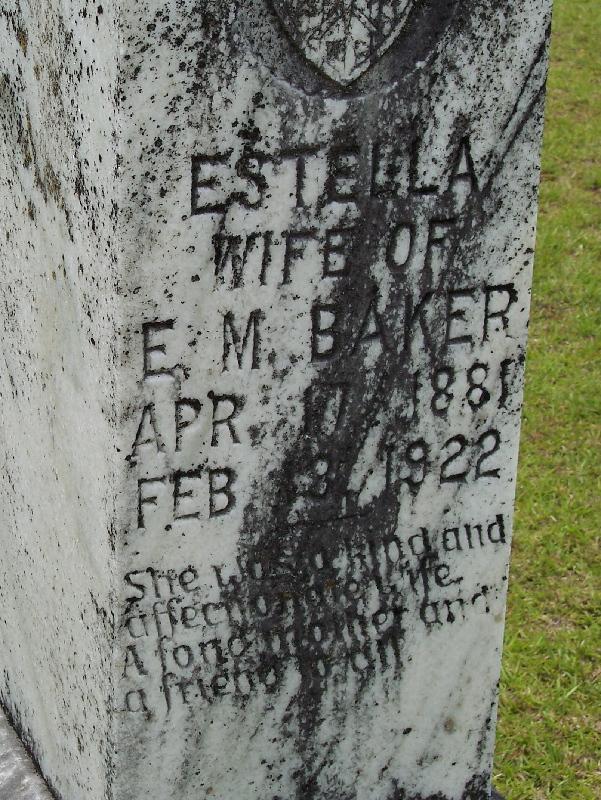 ESTELLA
WIFE OF
E. M. BAKER
APR. 17, 1881
FEB. 3, 1922
She was a kind and
affectionate wife
A fond mother and
a friend to all